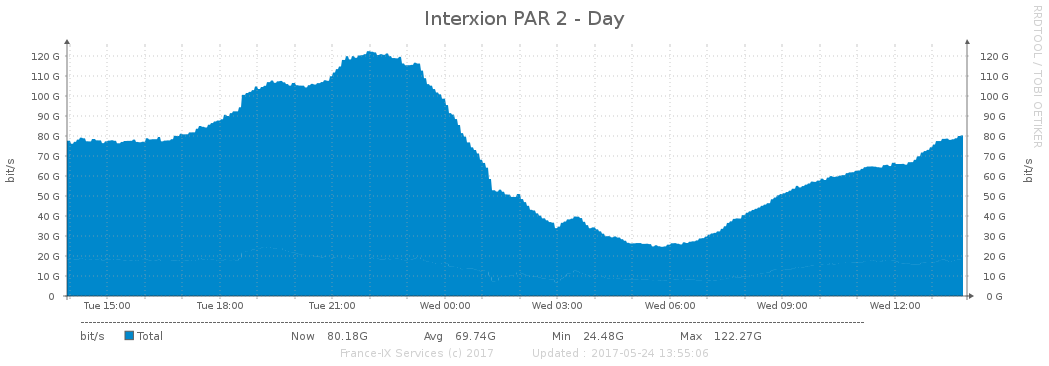 Interxion PAR 2 - Day
RRDTOOL / TOBI OETIKER
bit/s
120 G 120 G
110 G 110 G
100 G 100 G
90 G 90 G
80 G 80 G
70 G 70 G
60 G 60 G
50 G 50 G
40 G 40 G
30 G 30 G
20 G 20 G
10 G 10 G
0 0 G
bit/s
Tue 15:00 Tue 18:00 Tue 21:00 Wed 00:00 Wed 03:00 Wed 06:00 Wed 09:00 Wed 12:00
bit/s Total Now 80.18G Avg 69.74G Min 24.48G Max 122.27G
France-IX Services (c) 2017 Updated : 2017-05-24 13:55:06